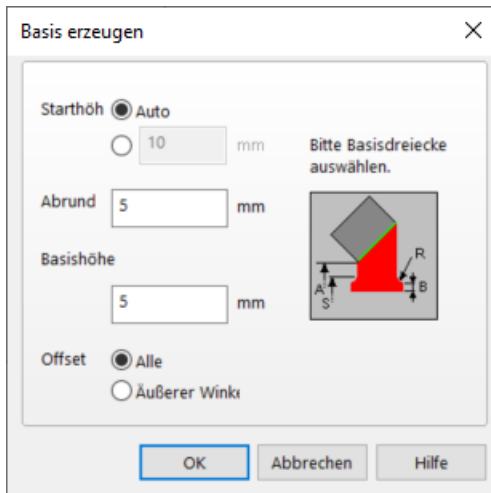 Basis erzeugen
Starthöh Auto
10 mm
Bitte Basisdreiecke
auswählen.
Abrund 5 mm
Basishöhe
5 mm
A S R B
Offset Alle
Äußerer Winke
OK Abbrechen Hilfe